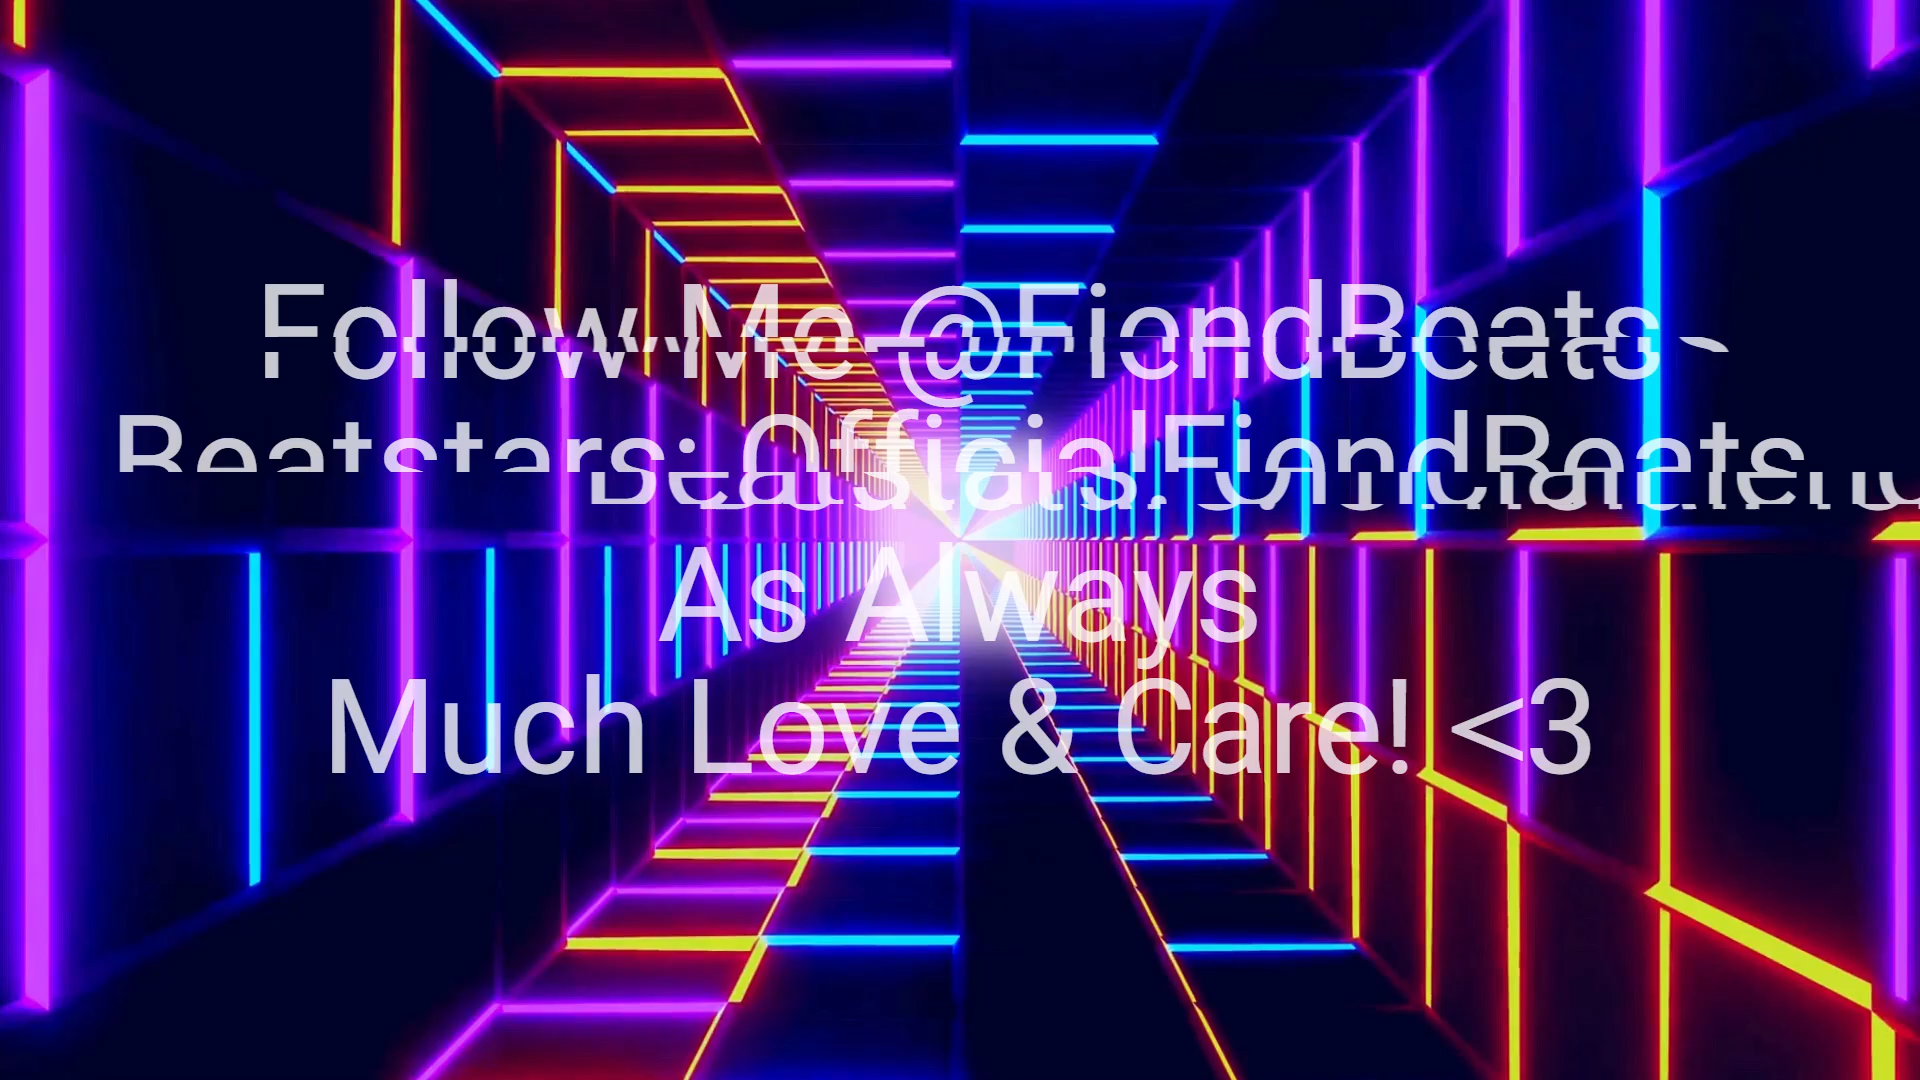 Follow Me @FiendBeats
Beatstars: OfficialFiendBeats
As Always
Much Love & Care! <3